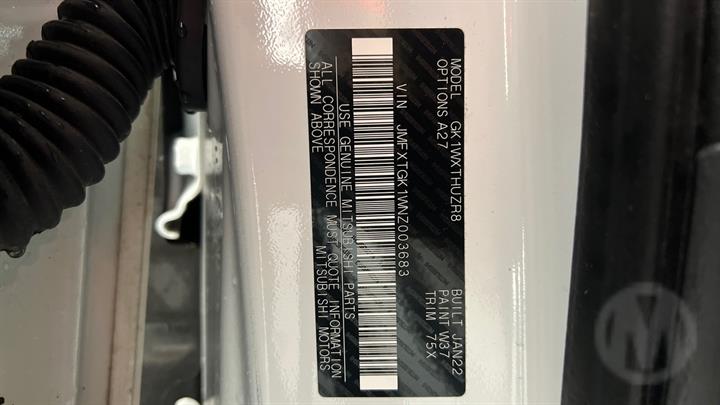 MODEL GK1WXTHUZR8 BUILT JAN22
OPTIONS A27 PAINT W37
TRIM 75X
VIN JMFXTGK1WNZ003683
USE GENUINE MITSUBISHI PARTS
ALL CORRESPONDENCE MUST QUOTE INFORMATION
SHOWN ABOVE MITSUBISHI MOTORS
M